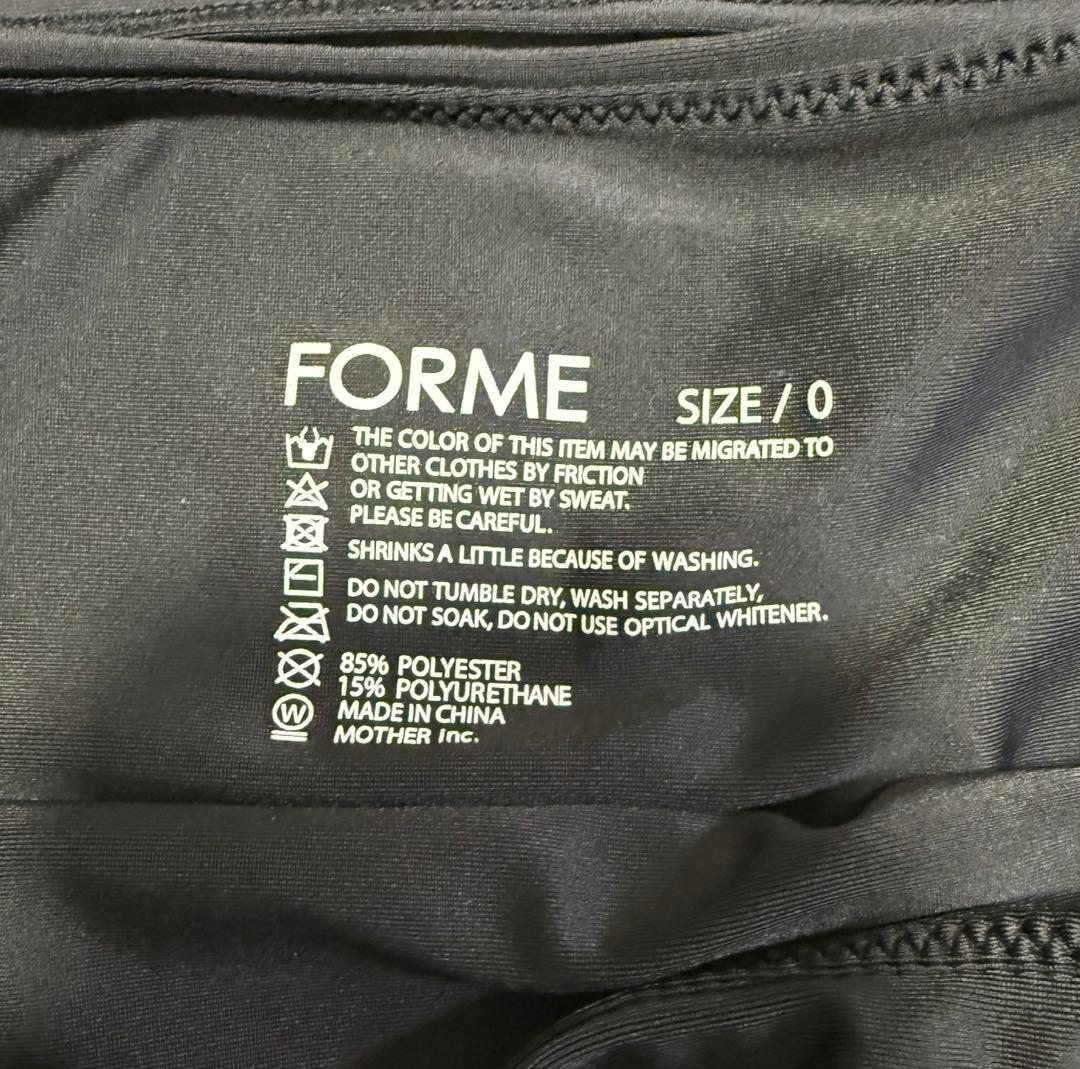 FORME
SIZE / 0
THE COLOR OF THIS ITEM MAY BE MIGRATED TO
OTHER CLOTHES BY FRICTION
OR GETTING WET BY SWEAT.
PLEASE BE CAREFUL.
SHRINKS A LITTLE BECAUSE OF WASHING.
DO NOT TUMBLE DRY, WASH SEPARATELY,
DO NOT SOAK, DO NOT USE OPTICAL WHITENER.
85% POLYESTER
15% POLYURETHANE
MADE IN CHINA
W
MOTHER Inc.